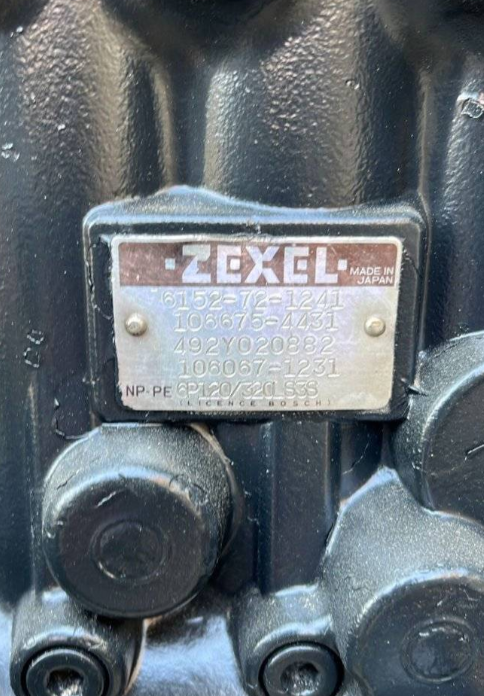 ·ZEXEL· MADE IN JAPAN
6152-72-1241
106675-4431
492Y020882
106067-1231
NP-PE 6P120/320LS3S
(LICENCE BOSCH)